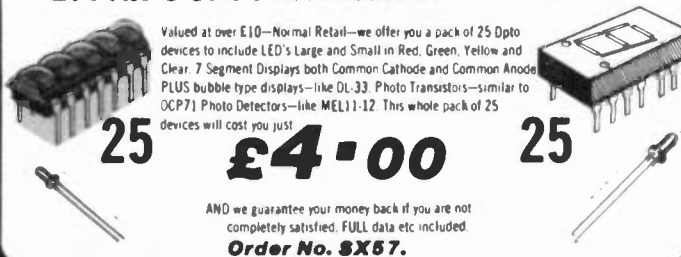 Valued at over £10—Normal Retail—we offer you a pack of 25 Opto
devices to include LED's Large and Small in Red, Green, Yellow and
Clear. 7 Segment Displays both Common Cathode and Common Anode
PLUS bubble type displays—like DL-33. Photo Transistors—similar to
OCP71 Photo Detectors—like MEL11-12. This whole pack of 25
devices will cost you just
25
£4·00
25
AND we guarantee your money back if you are not
completely satisfied. FULL data etc included.
Order No. SX57.